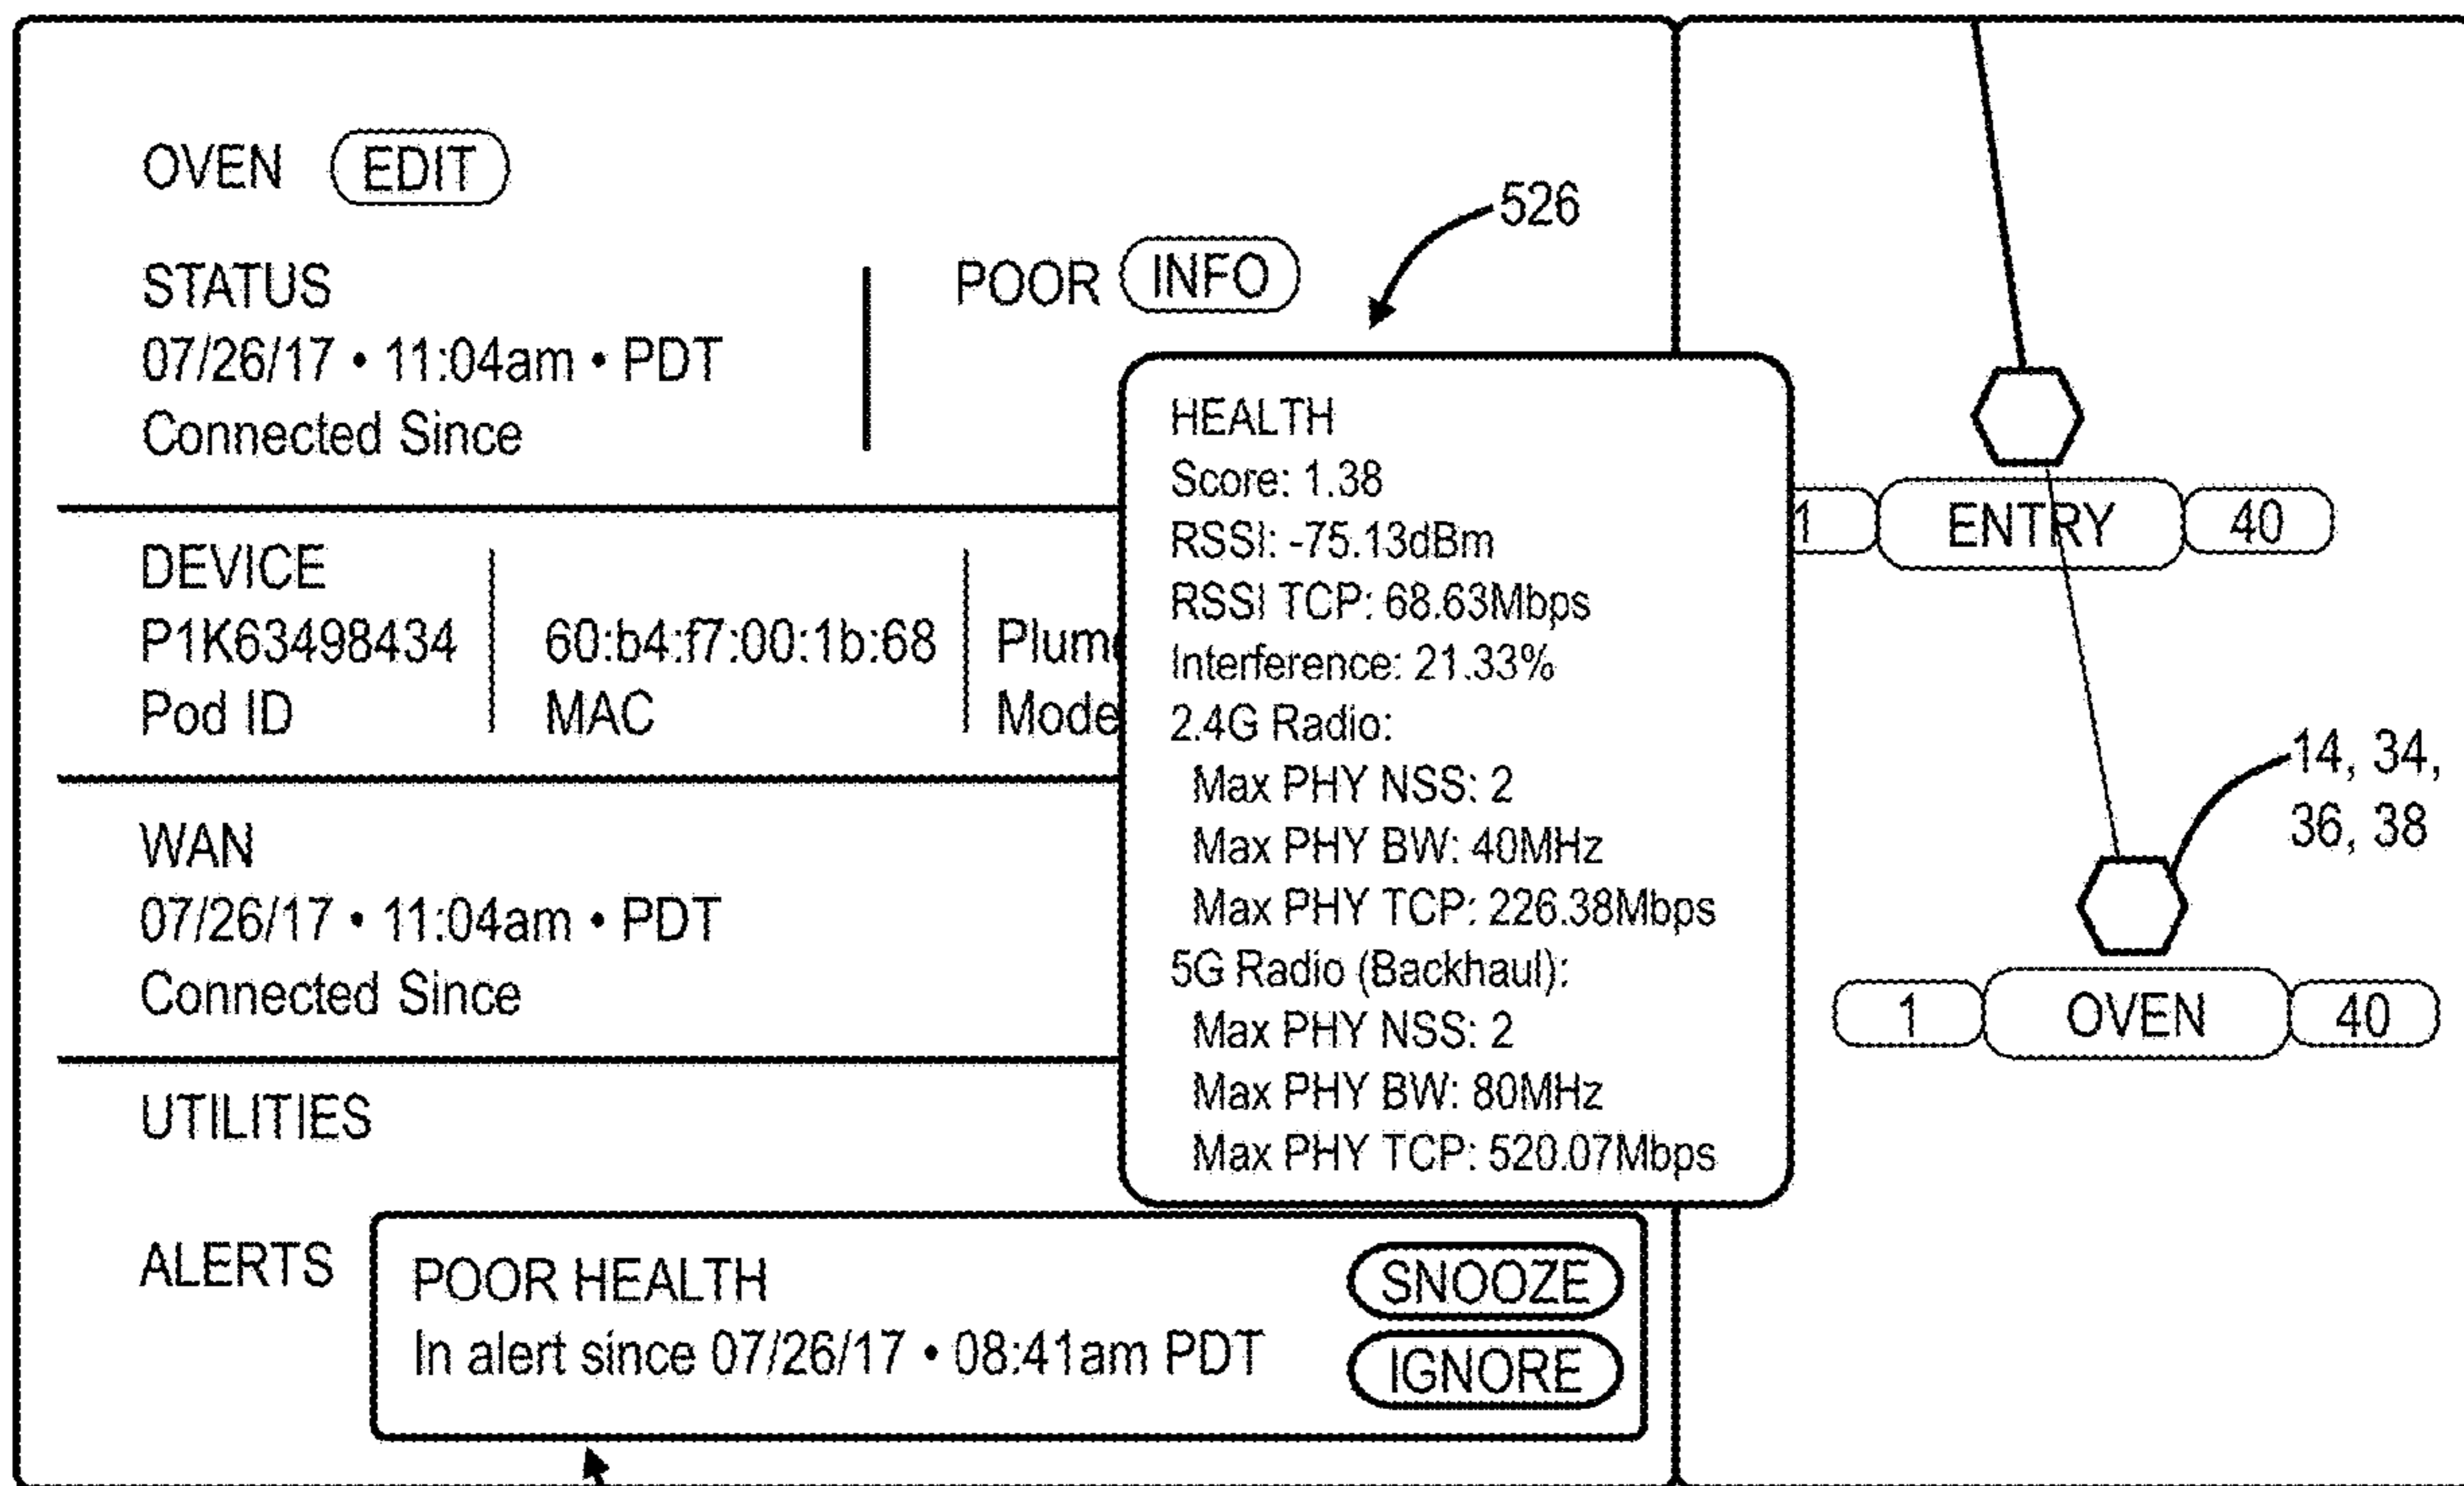 OVEN EDIT
526
STATUS
POOR INFO
07/26/17 • 11:04am • PDT
Connected Since
HEALTH
Score: 1.38
RSSI: -75.13dBm
RSSI TCP: 68.63Mbps
Interference: 21.33%
2.4G Radio:
Max PHY NSS: 2
Max PHY BW: 40MHz
Max PHY TCP: 226.38Mbps
5G Radio (Backhaul):
Max PHY NSS: 2
Max PHY BW: 80MHz
Max PHY TCP: 520.07Mbps
DEVICE
P1K63498434 60:b4:f7:00:1b:68
Pod ID MAC
WAN
07/26/17 • 11:04am • PDT
Connected Since
UTILITIES
ALERTS
POOR HEALTH
In alert since 07/26/17 • 08:41am PDT
SNOOZE
IGNORE
1 ENTRY 40
14, 34,
36, 38
1 OVEN 40